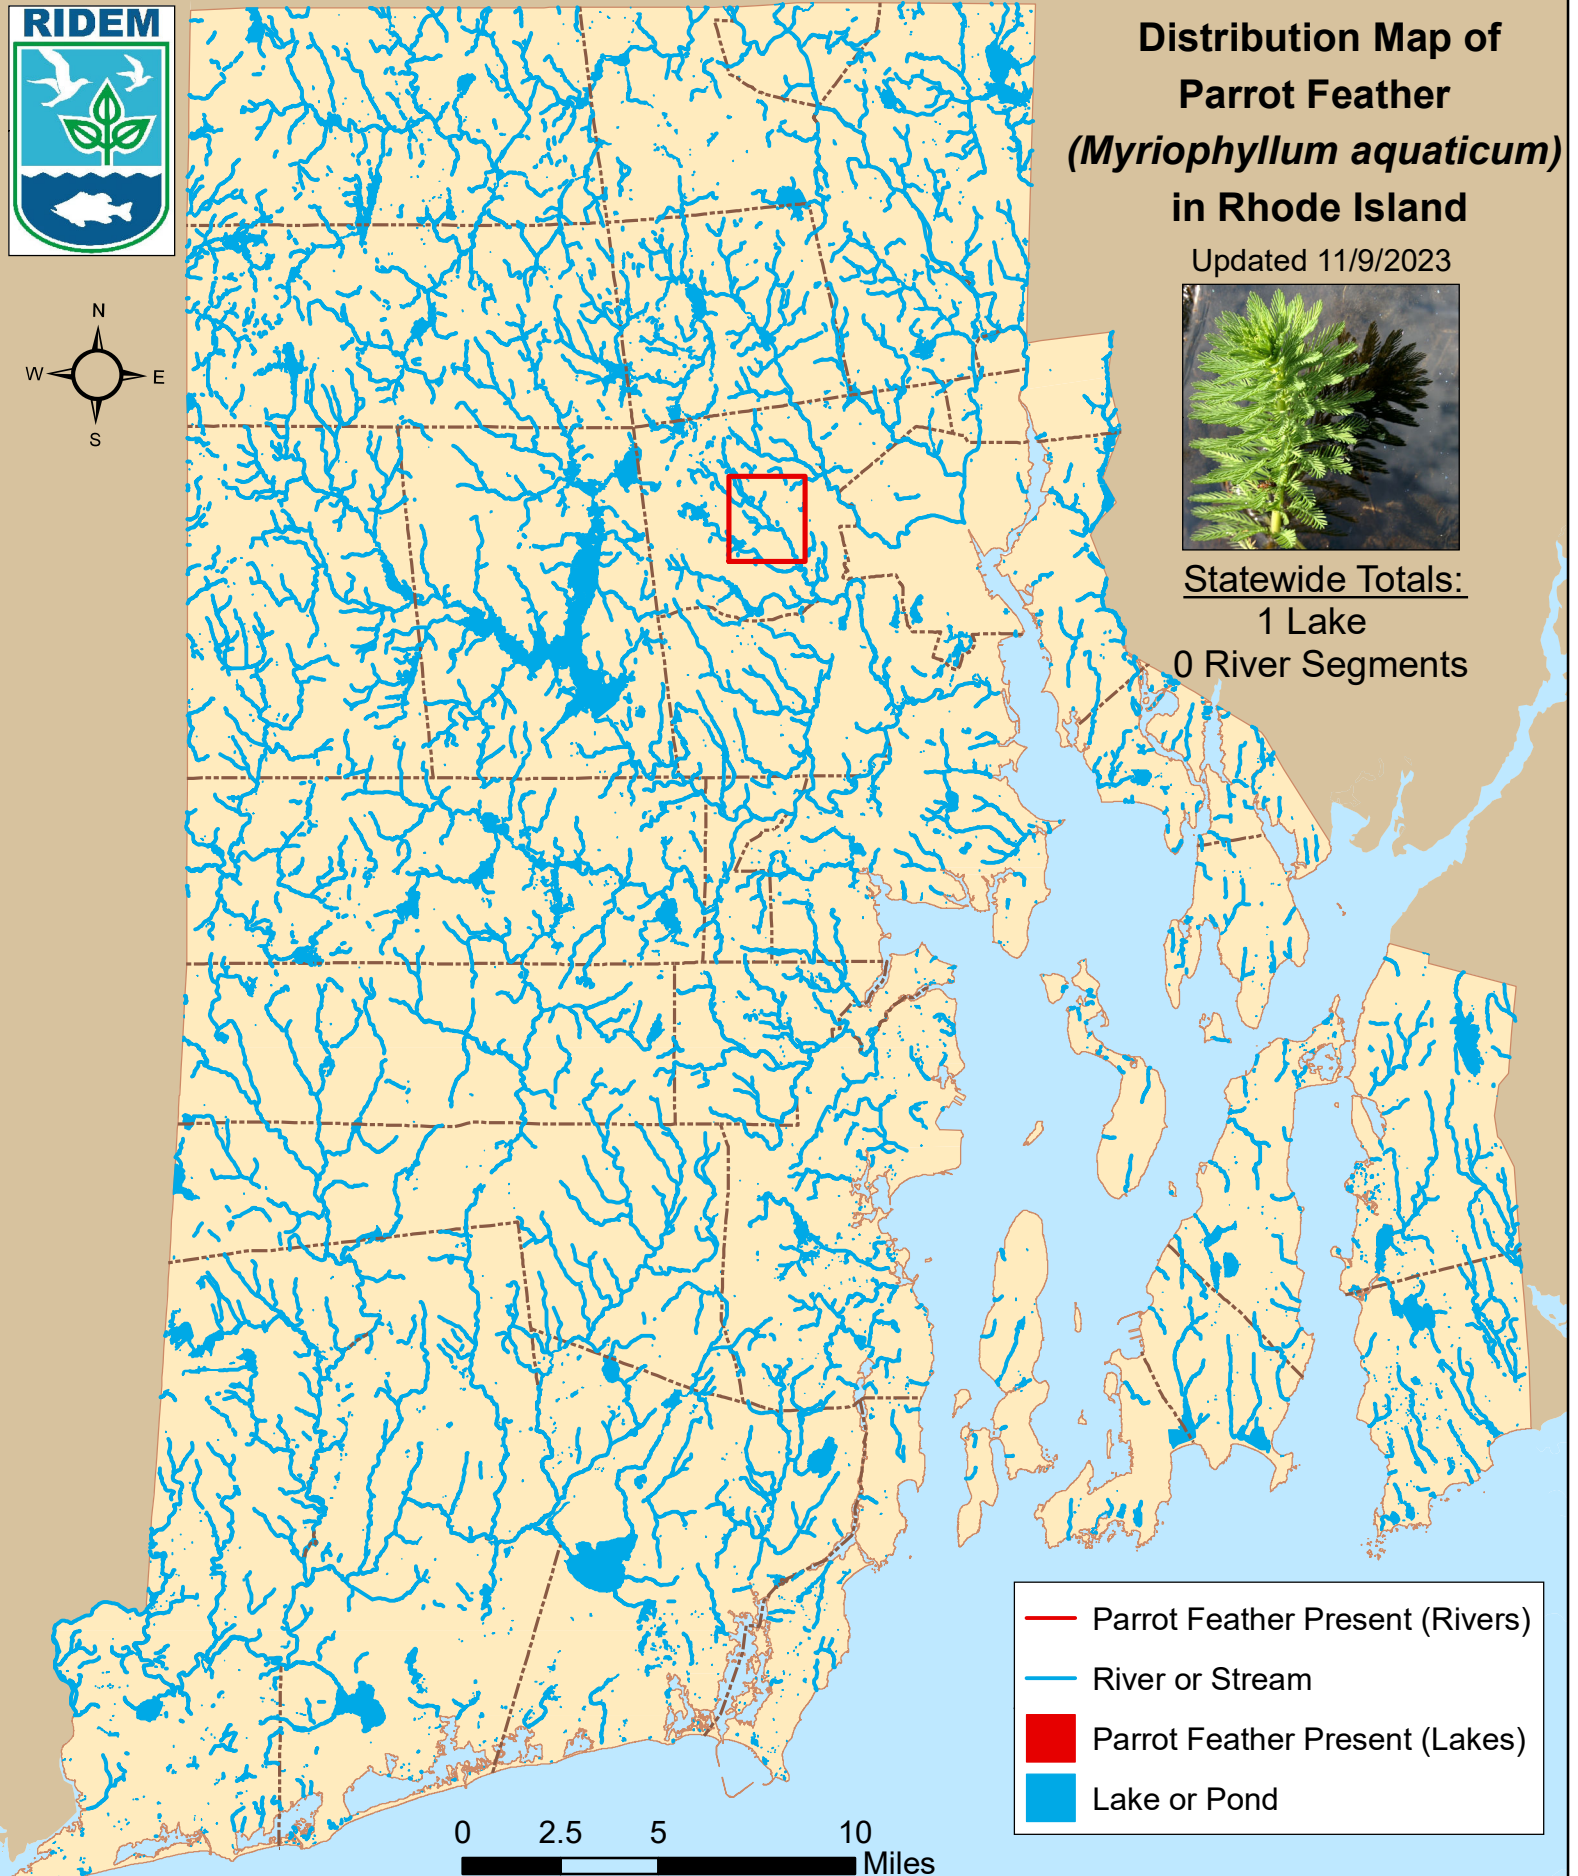 RIDEM
Distribution Map of
Parrot Feather
(Myriophyllum aquaticum)
in Rhode Island
Updated 11/9/2023
N
W E
S
Statewide Totals:
1 Lake
0 River Segments
Parrot Feather Present (Rivers)
River or Stream
Parrot Feather Present (Lakes)
Lake or Pond
0 2.5 5 10
Miles